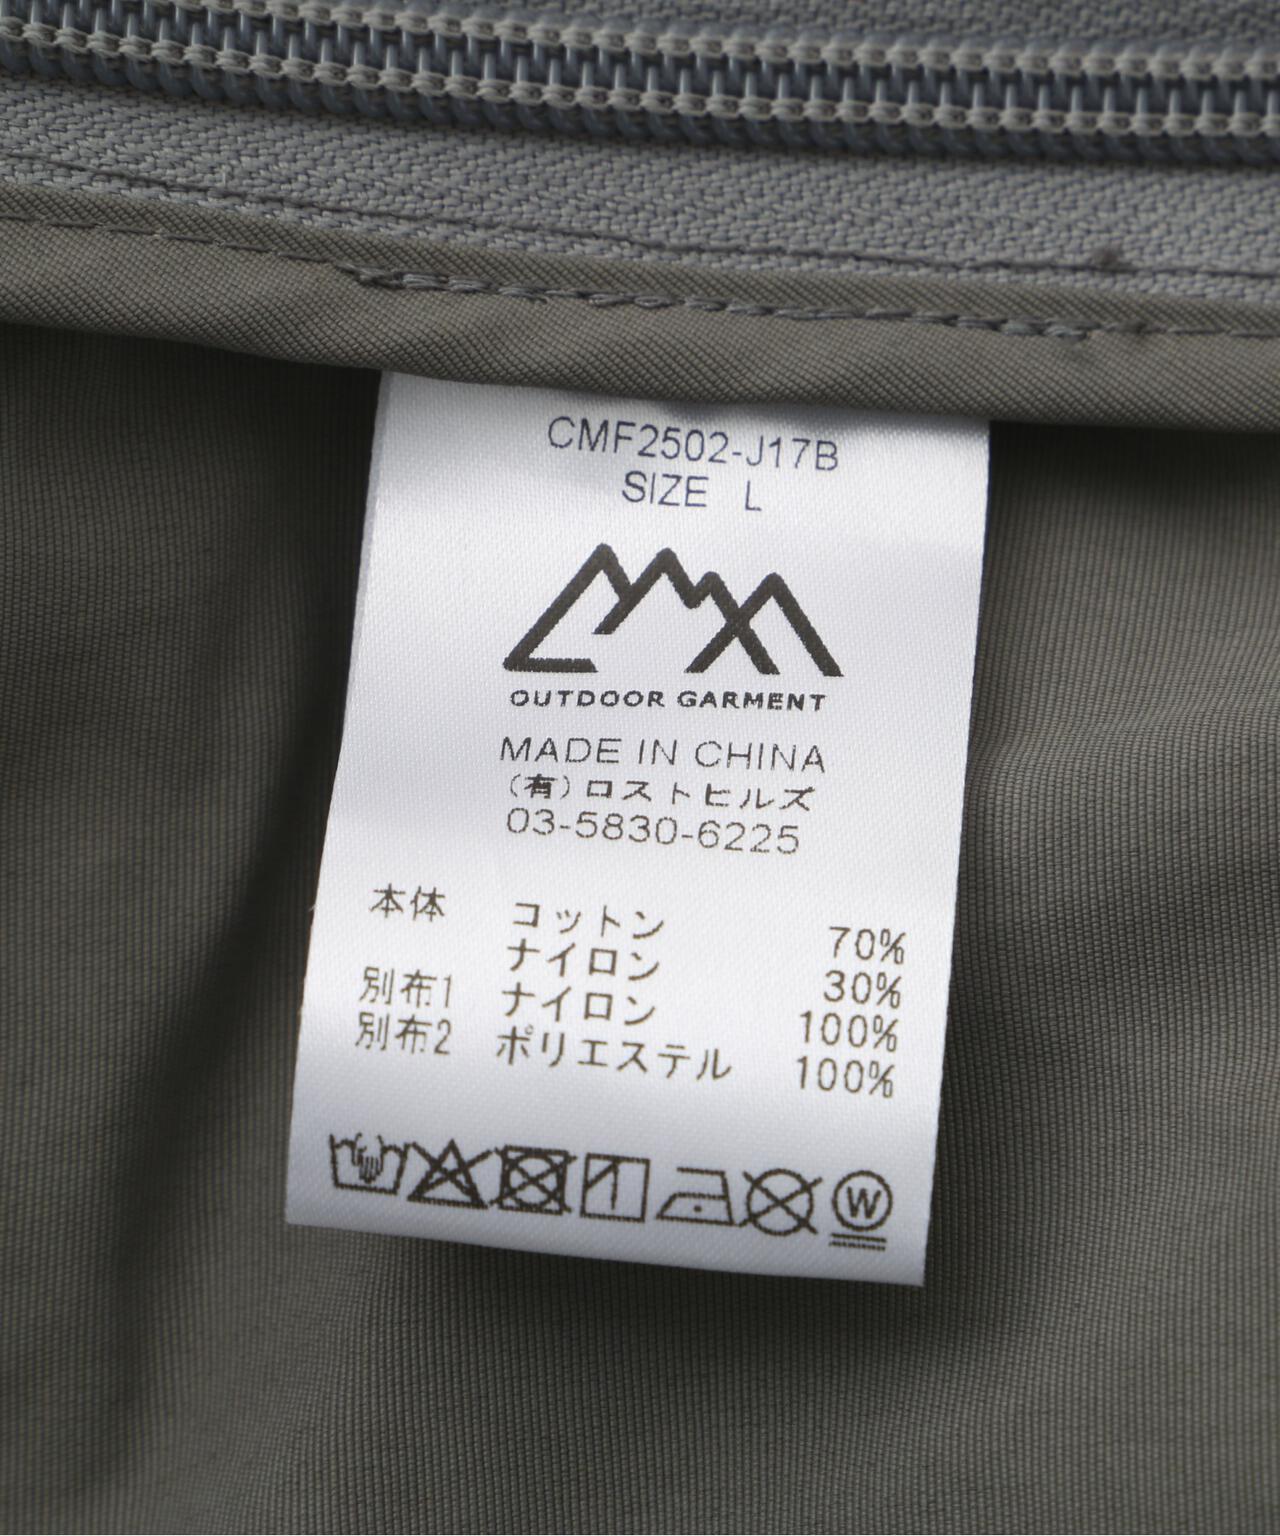 CMF2502-J17B
SIZE L
OUTDOOR GARMENT
MADE IN CHINA
(有)ロストヒルズ
03-5830-6225
本体 コットン 70%
ナイロン 30%
別布1 ナイロン 100%
別布2 ポリエステル 100%
W